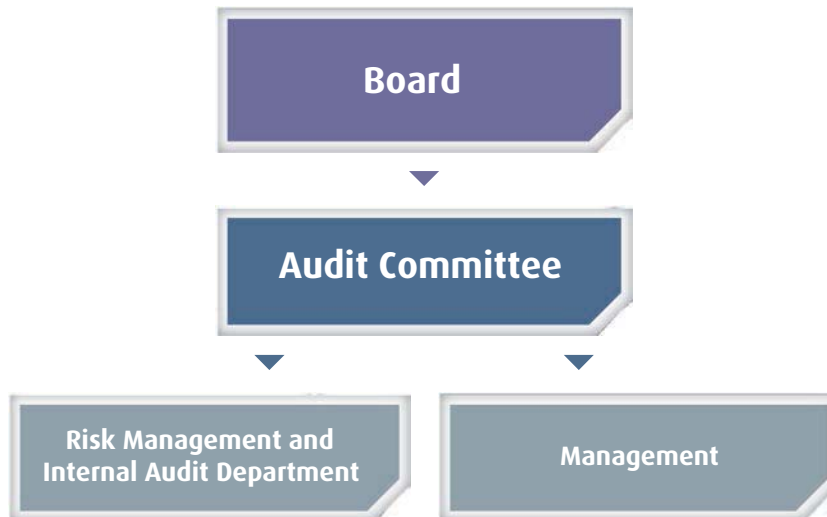 Board
Audit Committee
Risk Management and
Internal Audit Department
Management